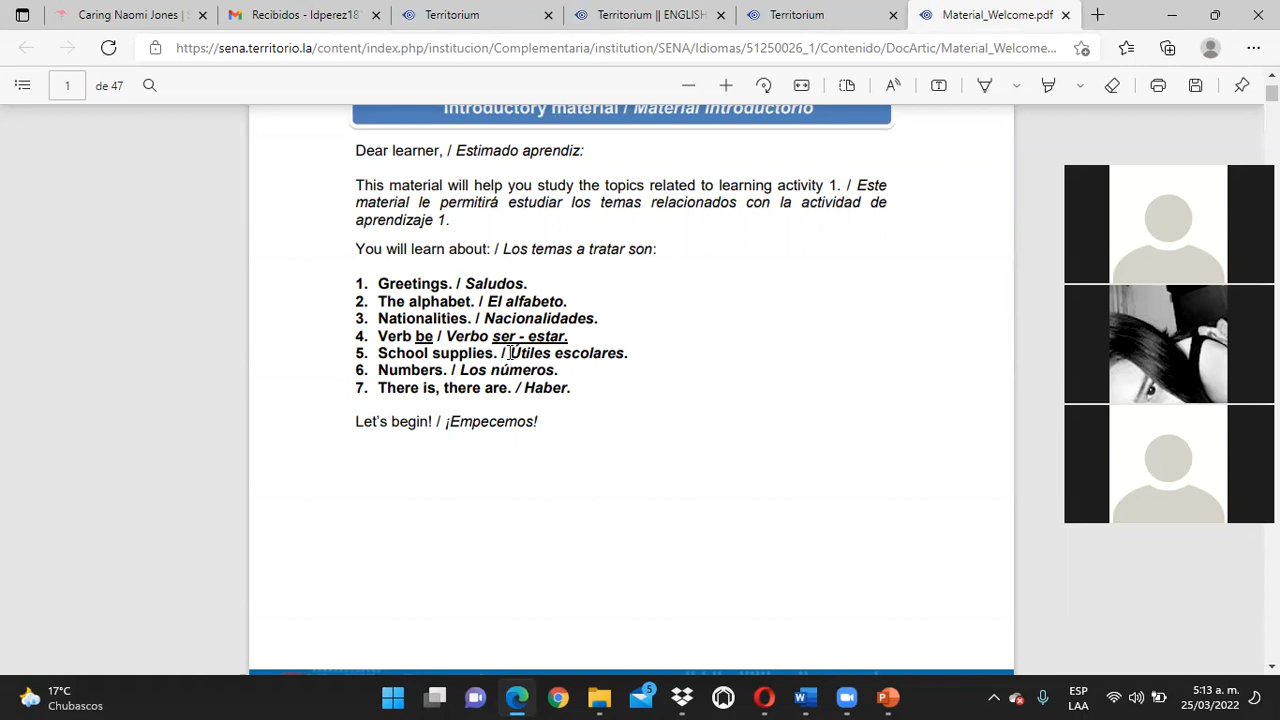 Caring Naomi Jones | S
Recibidos - ldperez18
Territorium
Territorium || ENGLISH
Territorium
Material_Welcome.pdf
https://sena.territorio.la/content/index.php/institucion/Complementaria/institution/SENA/Idiomas/51250026_1/Contenido/DocArtic/Material_Welcome...
1 de 47
Introductory material / Material introductorio
Dear learner, / Estimado aprendiz:
This material will help you study the topics related to learning activity 1. / Este
material le permitirá estudiar los temas relacionados con la actividad de
aprendizaje 1.
You will learn about: / Los temas a tratar son:
1. Greetings. / Saludos.
2. The alphabet. / El alfabeto.
3. Nationalities. / Nacionalidades.
4. Verb be / Verbo ser - estar.
5. School supplies. / Útiles escolares.
6. Numbers. / Los números.
7. There is, there are. / Haber.
Let's begin! / ¡Empecemos!
17°C
Chubascos
5
ESP
LAA
5:13 a. m.
25/03/2022